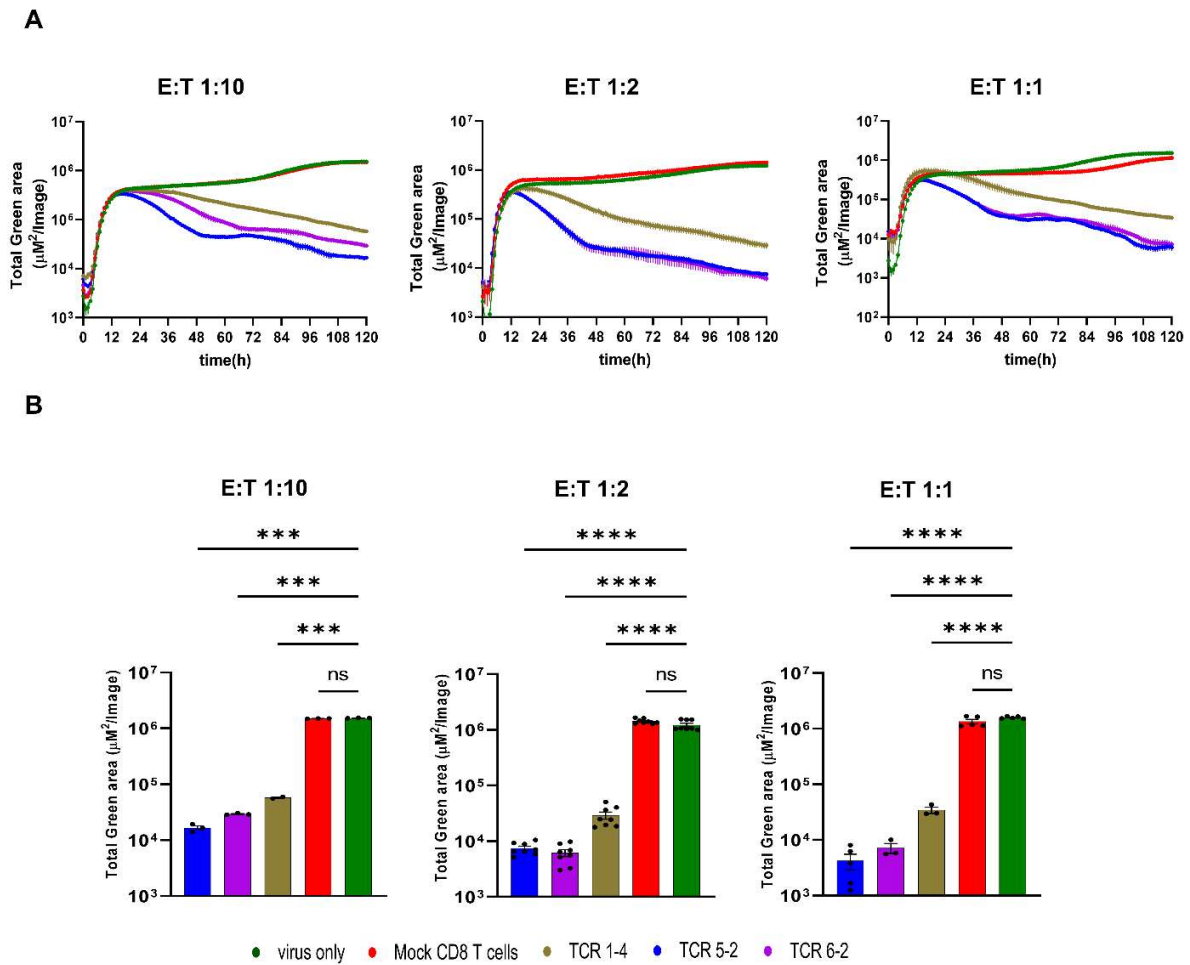 A
E:T 1:10
E:T 1:2
E:T 1:1
Total Green area
(µM²/Image)
10⁷
10⁶
10⁶
10⁴
10³
0 12 24 36 48 60 72 84 96 108 120
time(h)
Total Green area
(µM²/Image)
10⁷
10⁶
10⁵
10⁴
10³
0 12 24 36 48 60 72 84 96 108 120
time(h)
Total Green area
(µM²/Image)
10⁷
10⁶
10⁵
10⁴
10³
10²
0 12 24 36 48 60 72 84 96 108 120
time(h)
B
E:T 1:10
***
***
***
ns
Total Green area (µM²/Image)
10⁷
10⁶
10⁵
10⁴
10³
E:T 1:2
****
****
****
ns
Total Green area (µM²/Image)
10⁷
10⁶
10⁵
10⁴
10³
E:T 1:1
****
****
****
ns
Total Green area (µM²/Image)
10⁷
10⁶
10⁵
10⁴
10³
virus only Mock CD8 T cells TCR 1-4 TCR 5-2 TCR 6-2